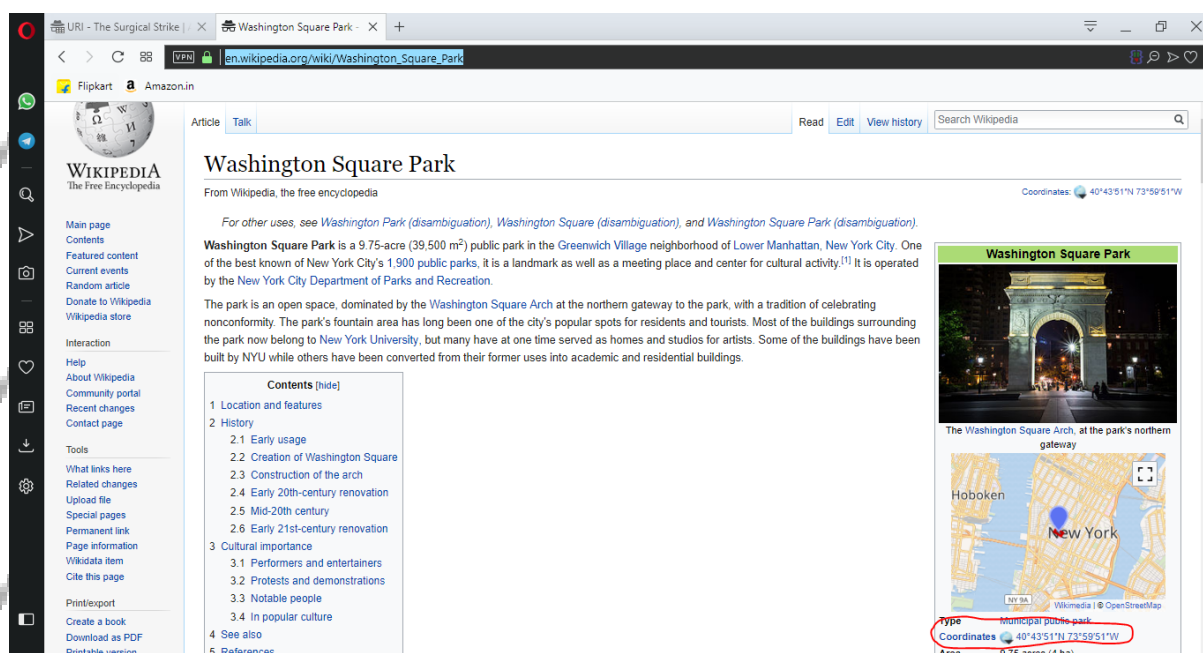 URI - The Surgical Strike | A
Washington Square Park -
VPN
en.wikipedia.org/wiki/Washington_Square_Park
Flipkart
a Amazon.in
WIKIPEDIA
The Free Encyclopedia
Main page
Contents
Featured content
Current events
Random article
Donate to Wikipedia
Wikipedia store
Interaction
Help
About Wikipedia
Community portal
Recent changes
Contact page
Tools
What links here
Related changes
Upload file
Special pages
Permanent link
Page information
Wikidata item
Cite this page
Print/export
Create a book
Download as PDF
Printable version
Article Talk
Read Edit View history
Search Wikipedia
Washington Square Park
From Wikipedia, the free encyclopedia
Coordinates: 40°43′51″N 73°59′51″W
For other uses, see Washington Park (disambiguation), Washington Square (disambiguation), and Washington Square Park (disambiguation).
Washington Square Park is a 9.75-acre (39,500 m2) public park in the Greenwich Village neighborhood of Lower Manhattan, New York City. One
of the best known of New York City's 1,900 public parks, it is a landmark as well as a meeting place and center for cultural activity.[1] It is operated
by the New York City Department of Parks and Recreation.
The park is an open space, dominated by the Washington Square Arch at the northern gateway to the park, with a tradition of celebrating
nonconformity. The park's fountain area has long been one of the city's popular spots for residents and tourists. Most of the buildings surrounding
the park now belong to New York University, but many have at one time served as homes and studios for artists. Some of the buildings have been
built by NYU while others have been converted from their former uses into academic and residential buildings.
Contents [hide]
1 Location and features
2 History
2.1 Early usage
2.2 Creation of Washington Square
2.3 Construction of the arch
2.4 Early 20th-century renovation
2.5 Mid-20th century
2.6 Early 21st-century renovation
3 Cultural importance
3.1 Performers and entertainers
3.2 Protests and demonstrations
3.3 Notable people
3.4 In popular culture
4 See also
5 References
Washington Square Park
The Washington Square Arch, at the park's northern
gateway
Hoboken
New York
NY 9A
Wikimedia | © OpenStreetMap
Type Municipal public park
Coordinates 40°43′51″N 73°59′51″W
Area 9.75 acres (4 ha)